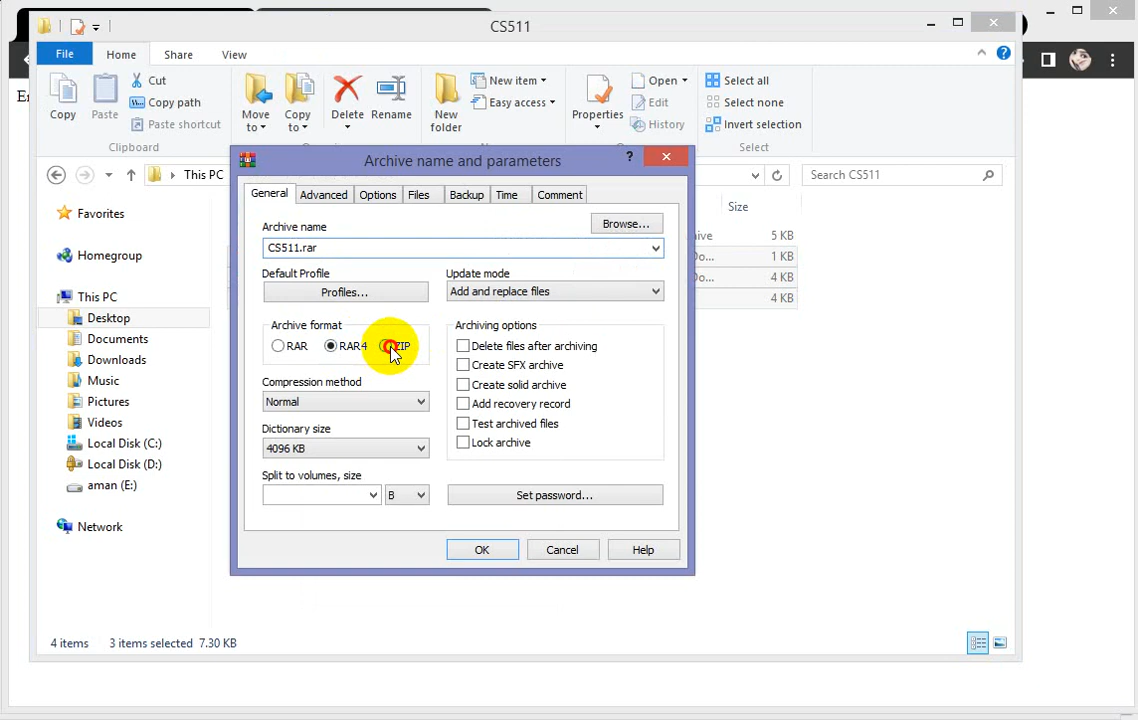 CS511
File
Home
Share
View
Copy
Paste
Cut
Copy path
Paste shortcut
Clipboard
Move to
Copy to
Delete
Rename
New folder
New item
Easy access
Properties
Open
Edit
History
Select all
Select none
Invert selection
Select
This PC
Search CS511
Favorites
Homegroup
This PC
Desktop
Documents
Downloads
Music
Pictures
Videos
Local Disk (C:)
Local Disk (D:)
aman (E:)
Network
Size
5 KB
Do... 1 KB
Do... 4 KB
4 KB
Archive name and parameters
?
General
Advanced
Options
Files
Backup
Time
Comment
Archive name
Browse...
CS511.rar
Default Profile
Profiles...
Update mode
Add and replace files
Archive format
RAR
RAR4
ZIP
Compression method
Normal
Dictionary size
4096 KB
Split to volumes, size
B
Archiving options
Delete files after archiving
Create SFX archive
Create solid archive
Add recovery record
Test archived files
Lock archive
Set password...
OK
Cancel
Help
4 items
3 items selected 7.30 KB